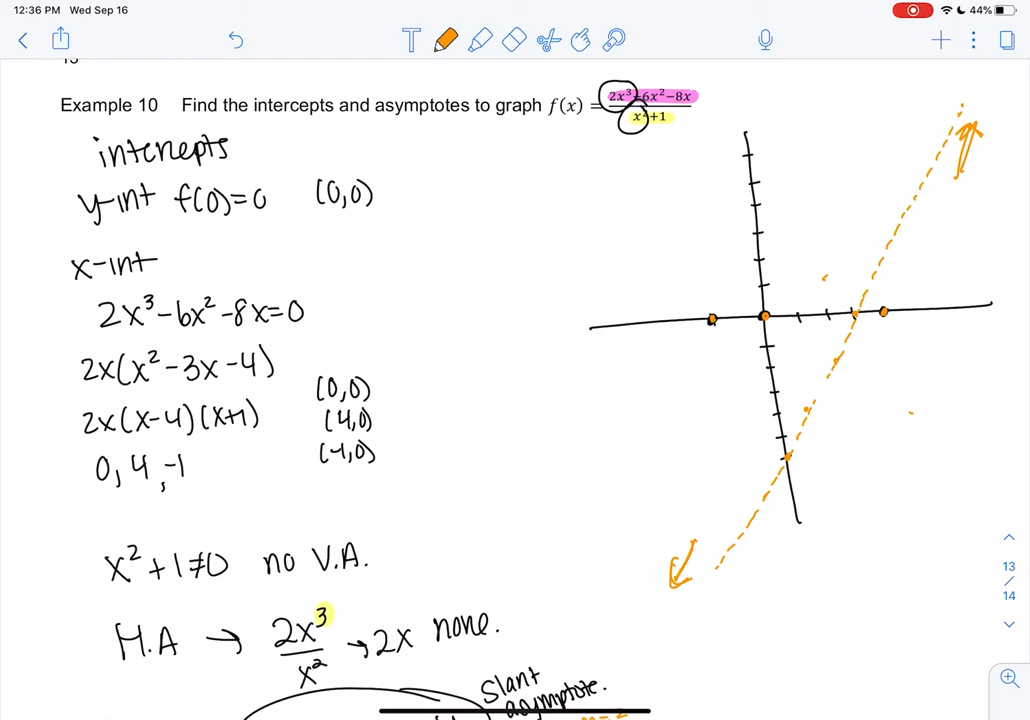 12:36 PM Wed Sep 16
44%
T
Example 10 Find the intercepts and asymptotes to graph f(x) = (2x³-6x²-8x)/(x²+1)
intercepts
y-int f(0)=0 (0,0)
x-int
2x³-6x²-8x=0
2x(x²-3x-4)
2x(x-4)(x+1)
(0,0)
(4,0)
(-1,0)
0, 4, -1
x²+1≠0 no V.A.
H.A → 2x³/x² → 2x none.
Slant
asymptote.
13
/
14